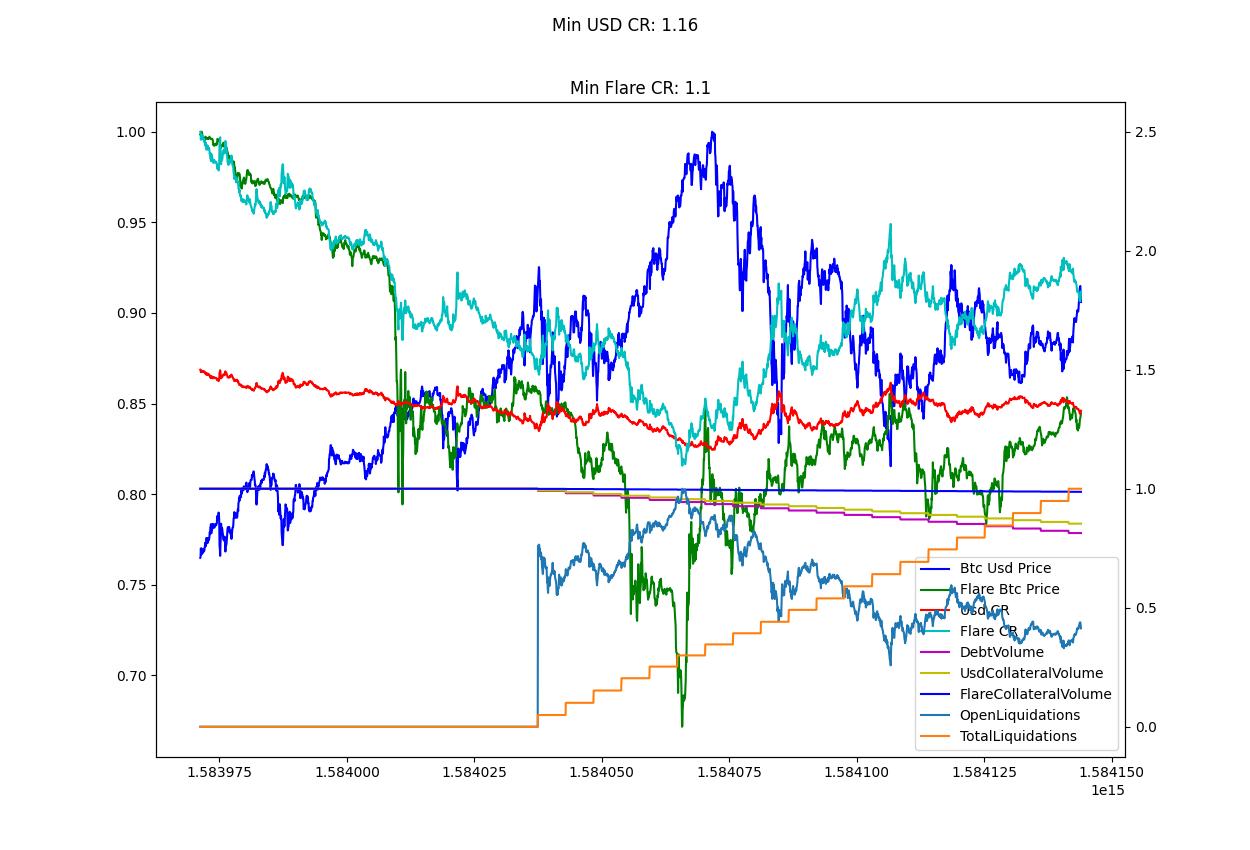 Min USD CR: 1.16
Min Flare CR: 1.1
1.00
0.95
0.90
0.85
0.80
0.75
0.70
2.5
2.0
1.5
1.0
0.5
0.0
Btc Usd Price
Flare Btc Price
Usd CR
Flare CR
DebtVolume
UsdCollateralVolume
FlareCollateralVolume
OpenLiquidations
TotalLiquidations
1.583975 1.584000 1.584025 1.584050 1.584075 1.584100 1.584125 1.584150
1e15